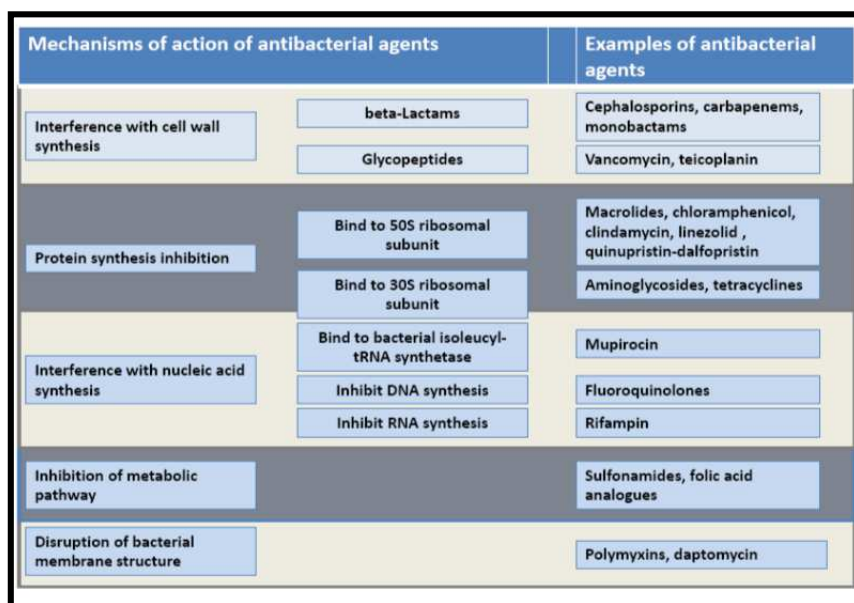 Mechanisms of action of antibacterial agents
Examples of antibacterial
agents
Interference with cell wall
synthesis
beta-Lactams
Cephalosporins, carbapenems,
monobactams
Glycopeptides
Vancomycin, teicoplanin
Protein synthesis inhibition
Bind to 50S ribosomal
subunit
Macrolides, chloramphenicol,
clindamycin, linezolid ,
quinupristin-dalfopristin
Bind to 30S ribosomal
subunit
Aminoglycosides, tetracyclines
Interference with nucleic acid
synthesis
Bind to bacterial isoleucyl-
tRNA synthetase
Mupirocin
Inhibit DNA synthesis
Fluoroquinolones
Inhibit RNA synthesis
Rifampin
Inhibition of metabolic
pathway
Sulfonamides, folic acid
analogues
Disruption of bacterial
membrane structure
Polymyxins, daptomycin